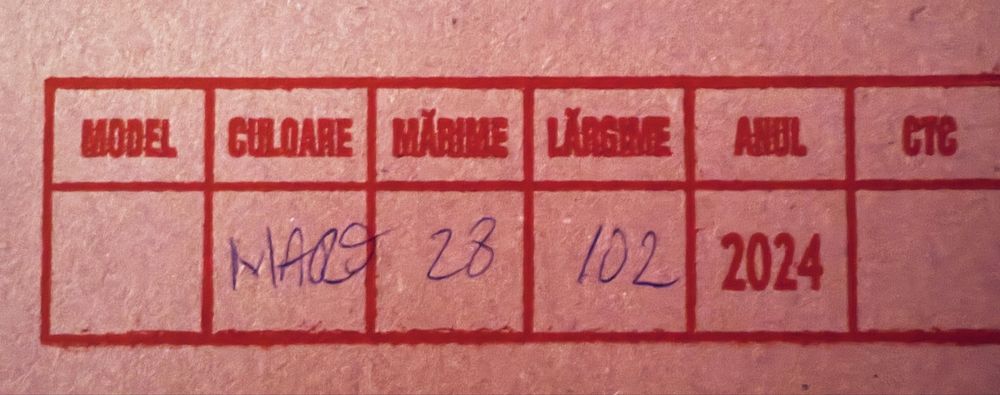 MODEL CULOARE MĂRIME LĂRGIME ANUL CTC
MARO 28 102 2024